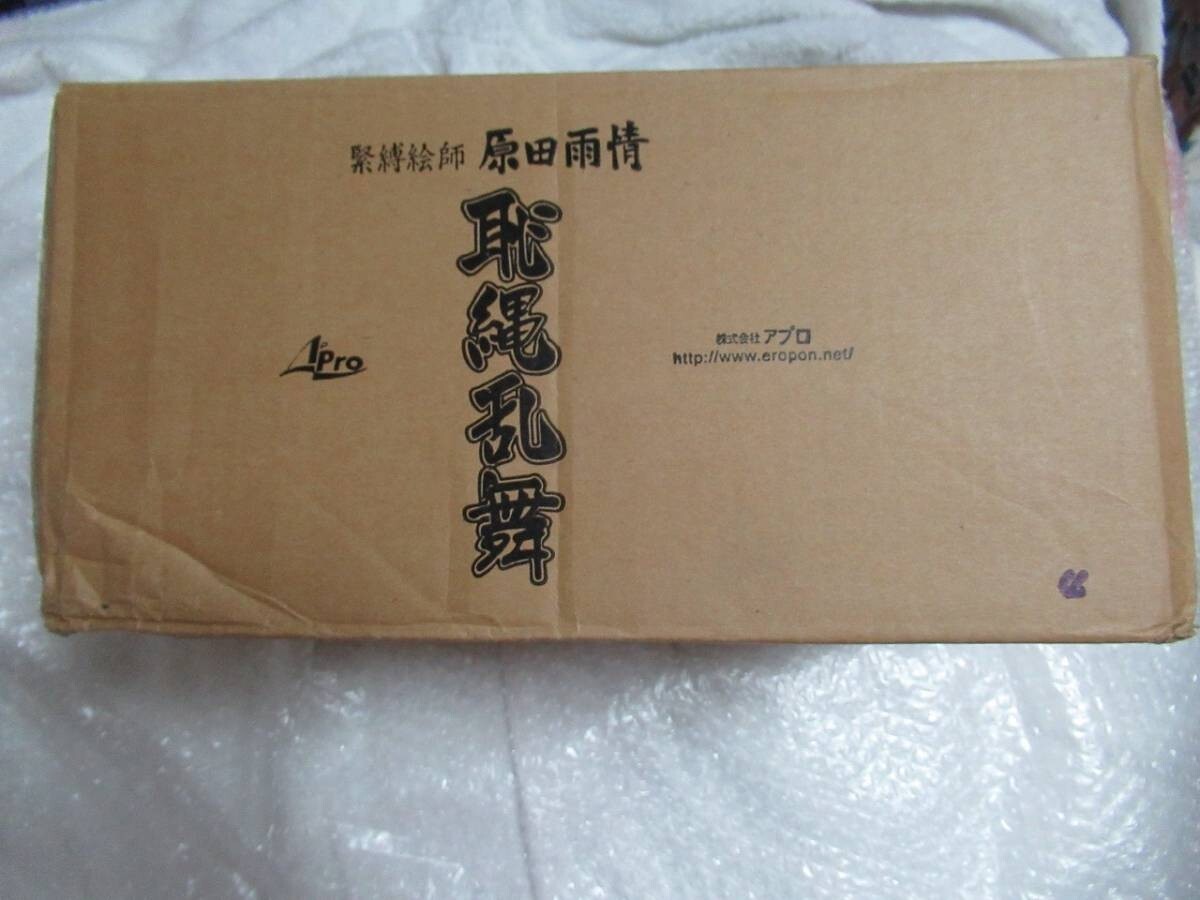 緊縛絵師 原田雨情
恥縄乱舞
APro
株式会社アプロ
http://www.eropon.net/